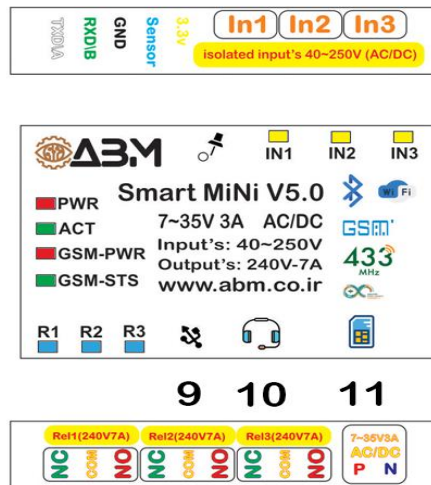 TXD\A RXD\B GND Sensor 3.3v In1 In2 In3
isolated input's 40~250V (AC/DC)
ABM IN1 IN2 IN3
Smart MiNi V5.0 Wi Fi
PWR
7~35V 3A AC/DC GSM
ACT
Input's: 40~250V
GSM-PWR
Output's: 240V-7A 433
MHz
GSM-STS
www.abm.co.ir
R1 R2 R3
9 10 11
Rel1(240V7A) Rel2(240V7A) Rel3(240V7A) 7~35V3A
AC/DC
NC COM NO NC COM NO NC COM NO P N